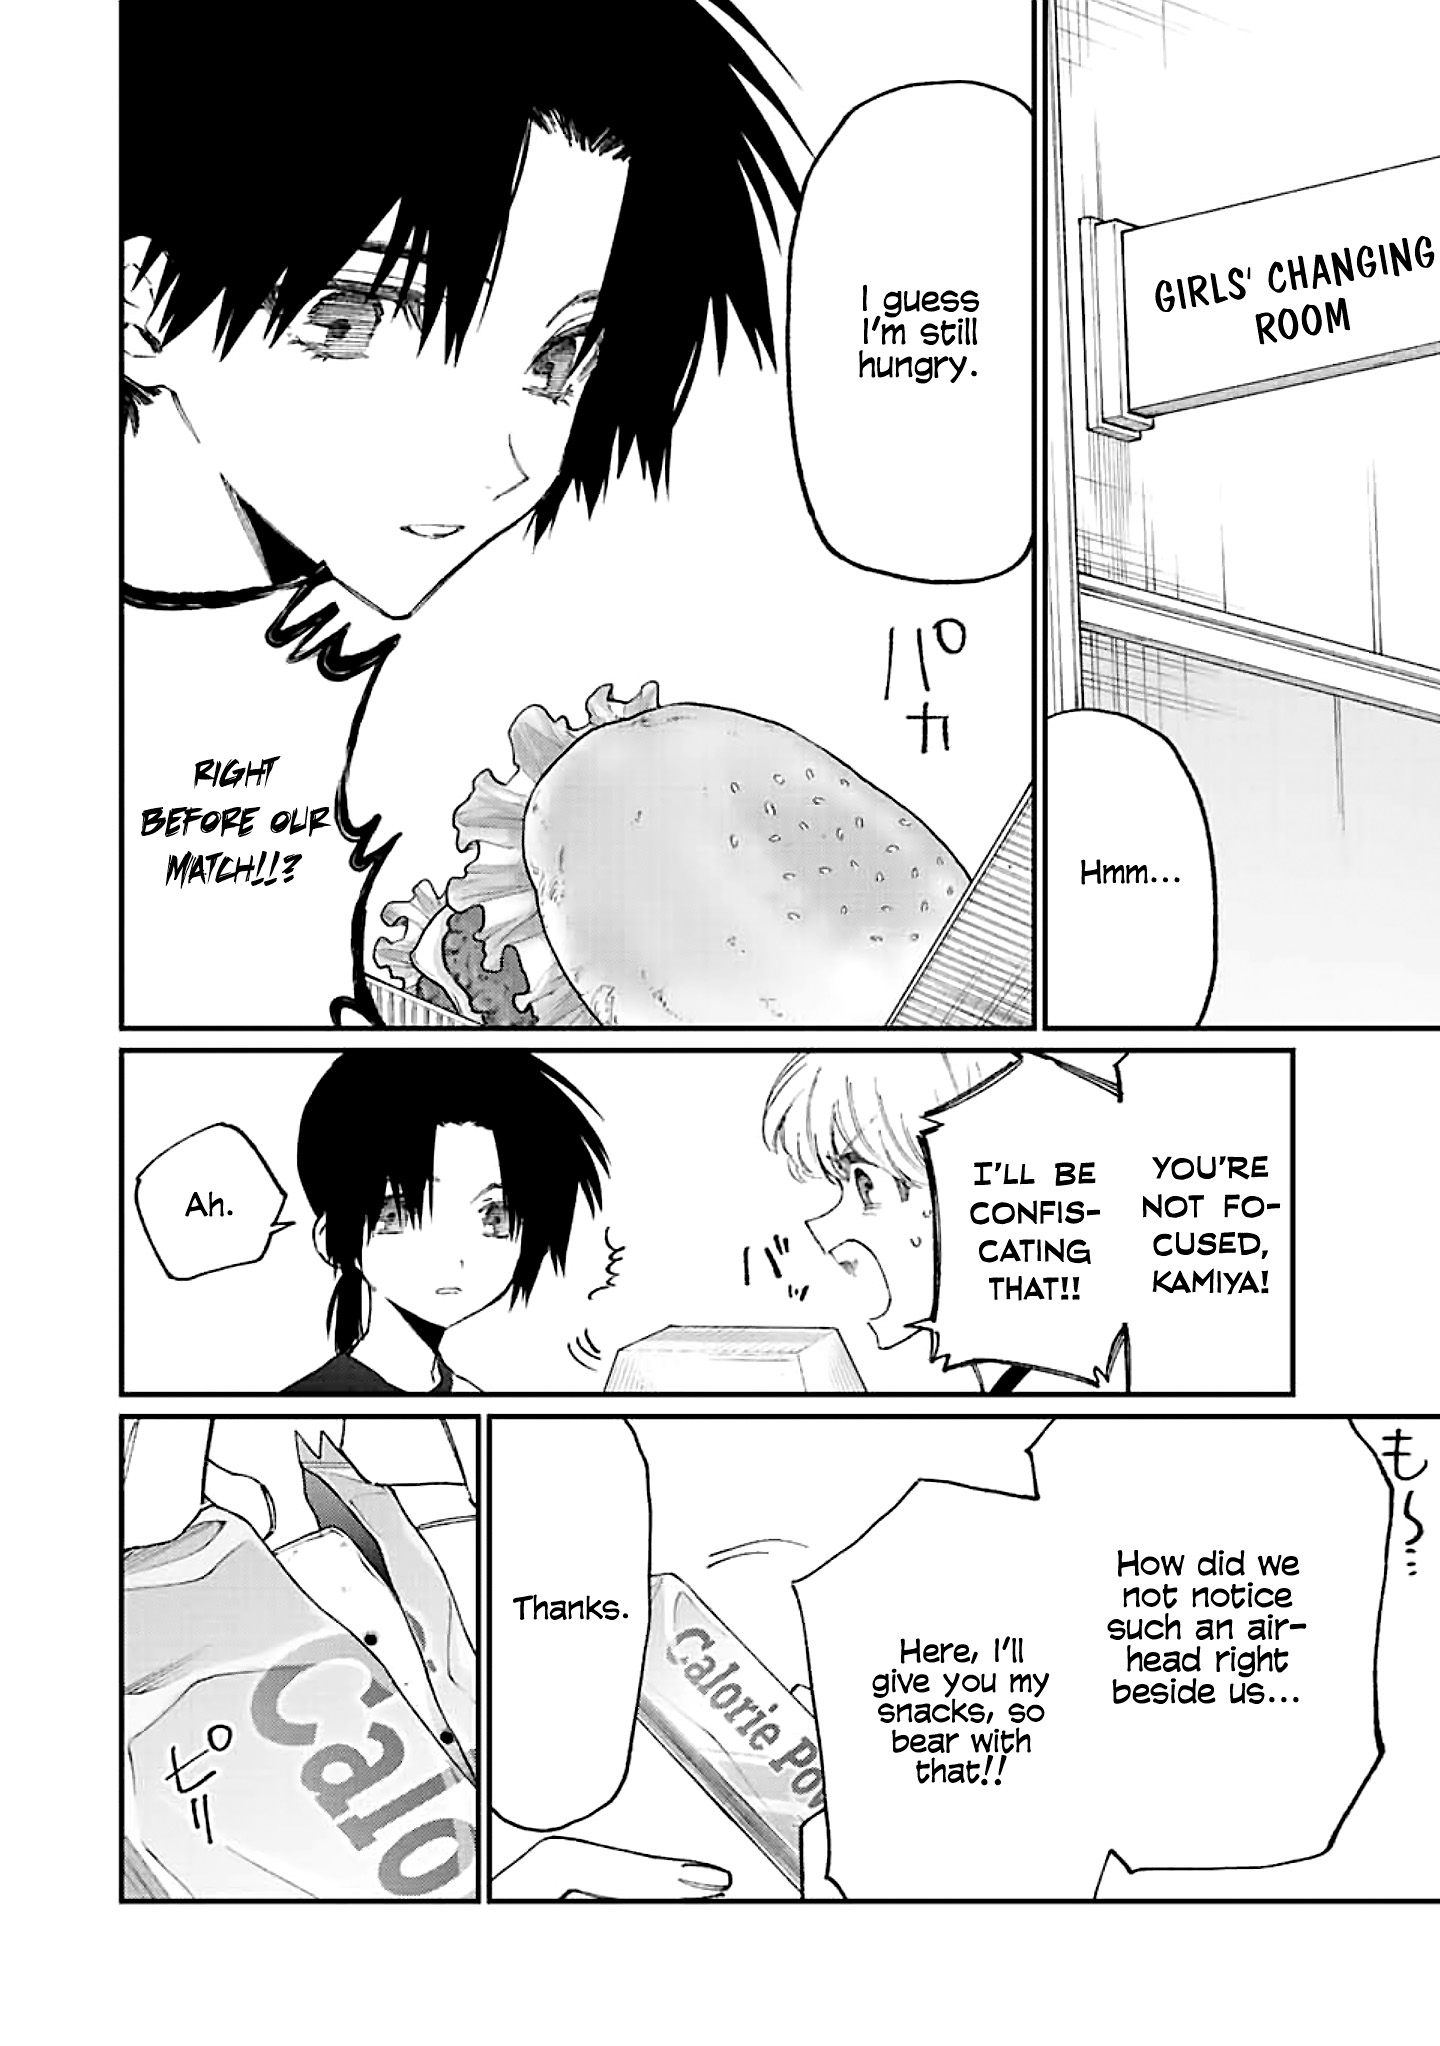 GIRLS' CHANGING
ROOM
Hmm...
I guess
I'm still
hungry.
パカ
RIGHT
BEFORE OUR
MATCH!!?
YOU'RE
NOT FO-
CUSED,
KAMIYA!
I'LL BE
CONFIS-
CATING
THAT!!
バッ
Ah.
も〜…
How did we
not notice
such an air-
head right
beside us...
Here, I'll
give you my
snacks, so
bear with
that!!
Calorie Po
Thanks.
Calo
ピリ